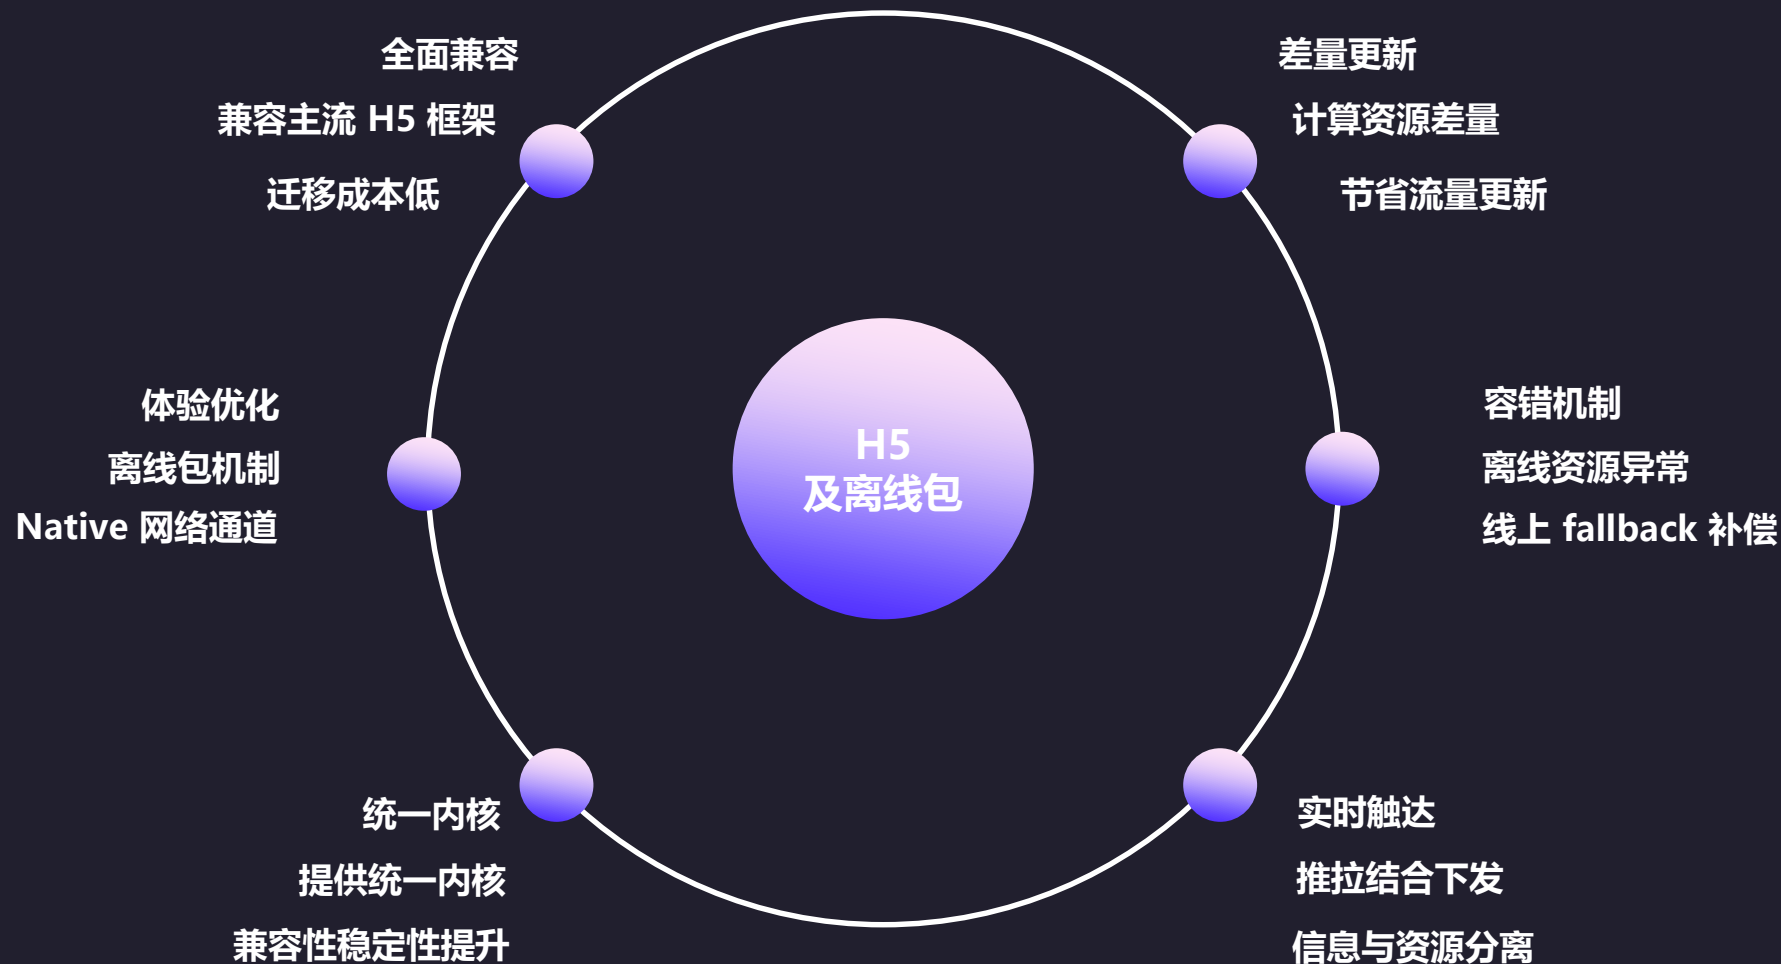 全面兼容
兼容主流 H5 框架
迁移成本低
差量更新
计算资源差量
节省流量更新
体验优化
离线包机制
Native 网络通道
H5
及离线包
容错机制
离线资源异常
线上 fallback 补偿
统一内核
提供统一内核
兼容性稳定性提升
实时触达
推拉结合下发
信息与资源分离